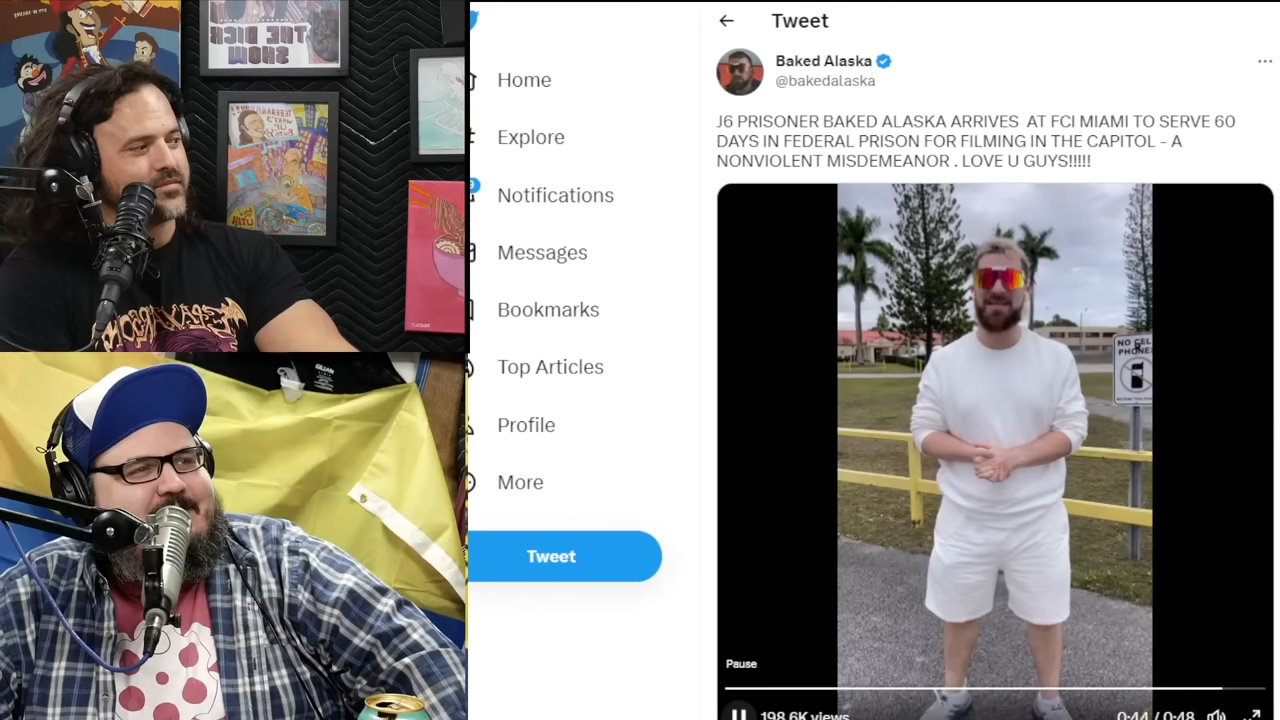 THE DICK
SHOW
Home
Explore
Notifications
Messages
Bookmarks
Top Articles
Profile
More
Tweet
Tweet
Baked Alaska
@bakedalaska
J6 PRISONER BAKED ALASKA ARRIVES AT FCI MIAMI TO SERVE 60
DAYS IN FEDERAL PRISON FOR FILMING IN THE CAPITOL - A
NONVIOLENT MISDEMEANOR . LOVE U GUYS!!!!!
NO CELL
PHONES
Pause
198.6K views
0:44 / 0:48